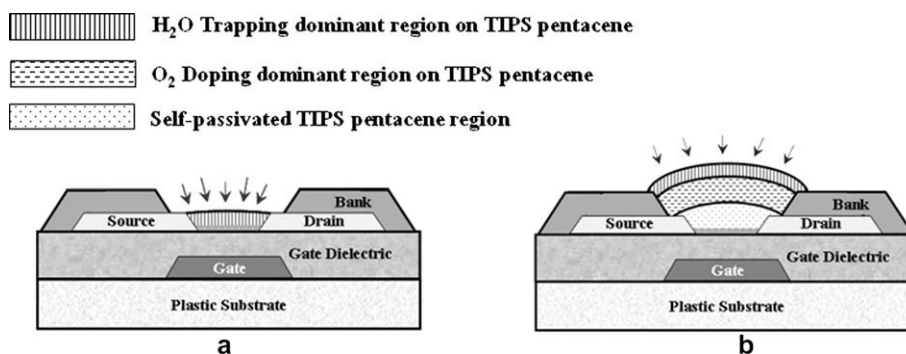 H₂O Trapping dominant region on TIPS pentacene
O₂ Doping dominant region on TIPS pentacene
Self-passivated TIPS pentacene region
Bank
Source
Drain
Gate Dielectric
Gate
Plastic Substrate
a
Bank
Source
Drain
Gate Dielectric
Gate
Plastic Substrate
b